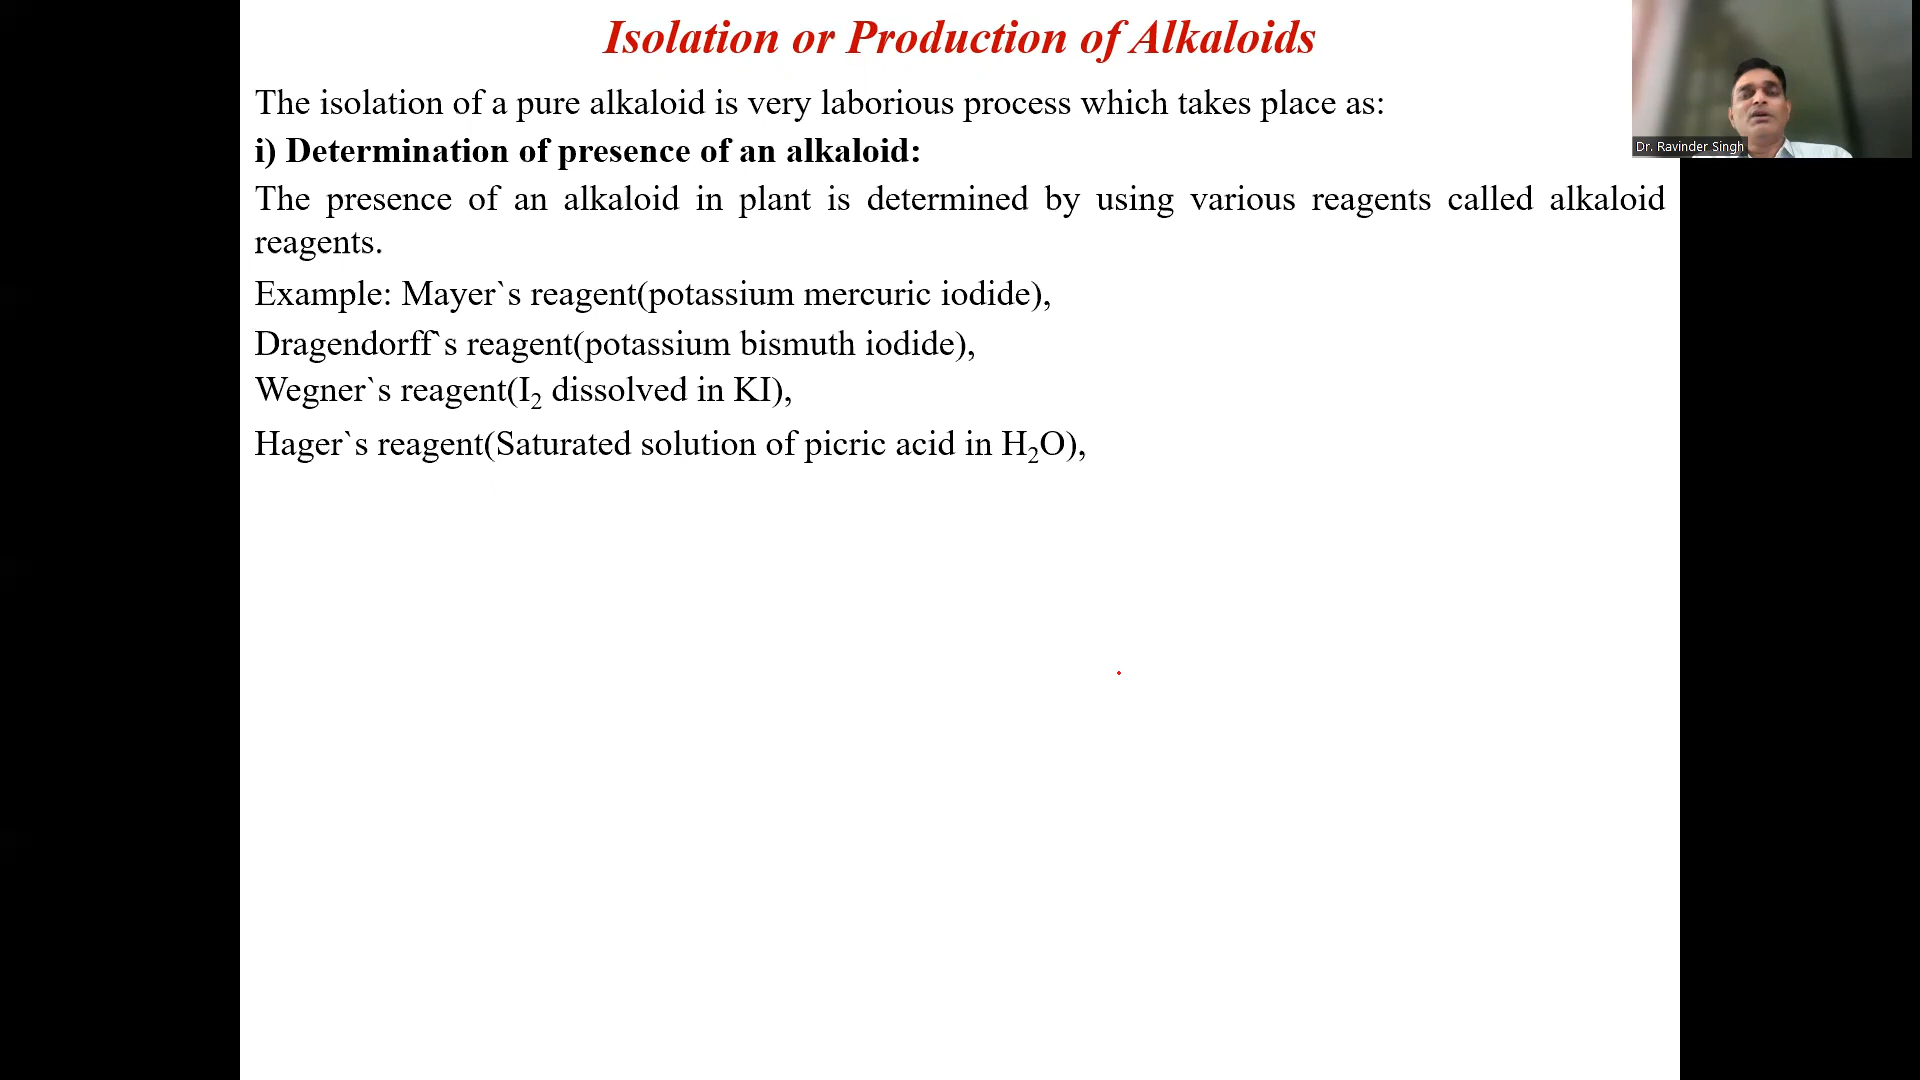 Isolation or Production of Alkaloids
The isolation of a pure alkaloid is very laborious process which takes place as:
i) Determination of presence of an alkaloid:
The presence of an alkaloid in plant is determined by using various reagents called alkaloid
reagents.
Example: Mayer`s reagent(potassium mercuric iodide),
Dragendorff`s reagent(potassium bismuth iodide),
Wegner`s reagent(I₂ dissolved in KI),
Hager`s reagent(Saturated solution of picric acid in H₂O),
Dr. Ravinder Singh